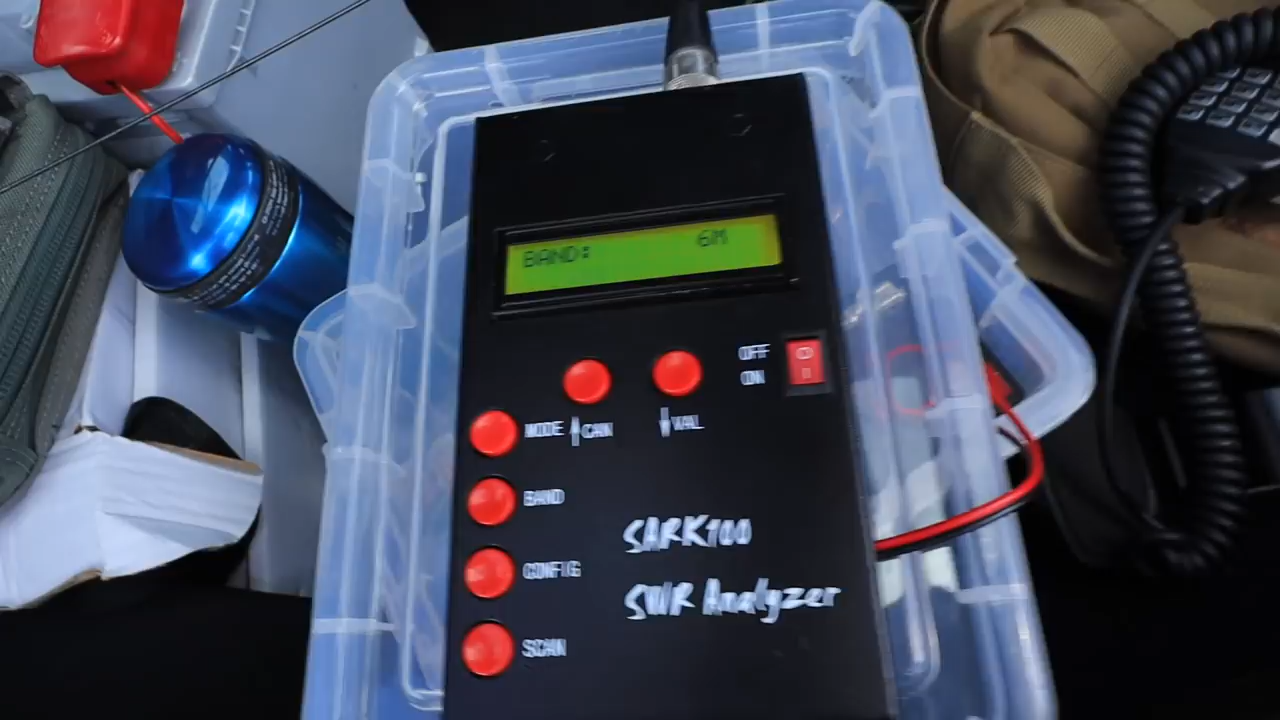 BAND: 6M
OFF
ON
MODE CAN VAL
BAND
SARK100
CONFIG
SWR Analyzer
SCAN